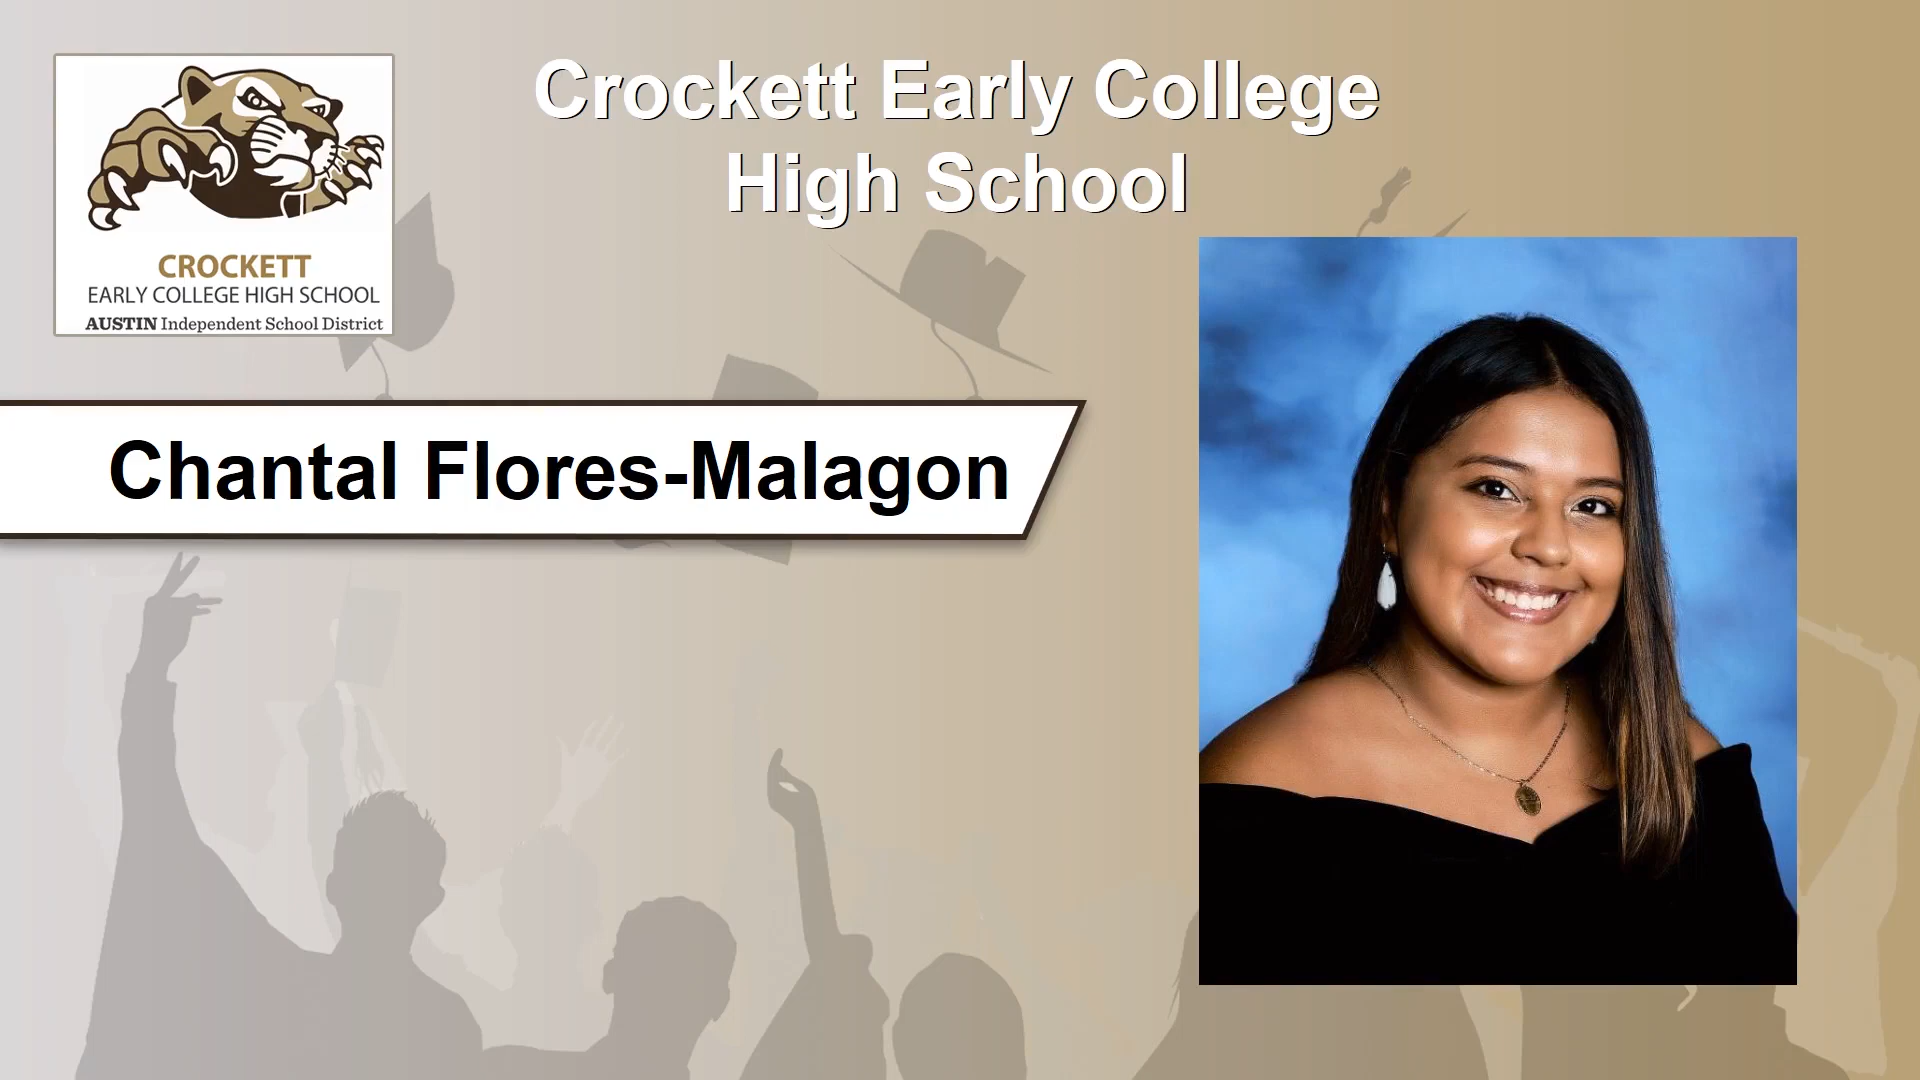 Crockett Early College
High School
CROCKETT
EARLY COLLEGE HIGH SCHOOL
AUSTIN Independent School District
Chantal Flores-Malagon